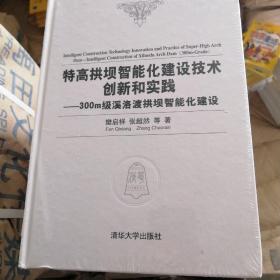 Intelligent Construction Technology Innovation and Practice of Super-High Arch
Dam—Intelligent Construction of Xiluodu Arch Dam (300m-Grade)
特高拱坝智能化建设技术
创新和实践
——300m级溪洛渡拱坝智能化建设
樊启祥 张超然 等 著
Fan Qixiang Zhang Chaoran
清华大学出版社